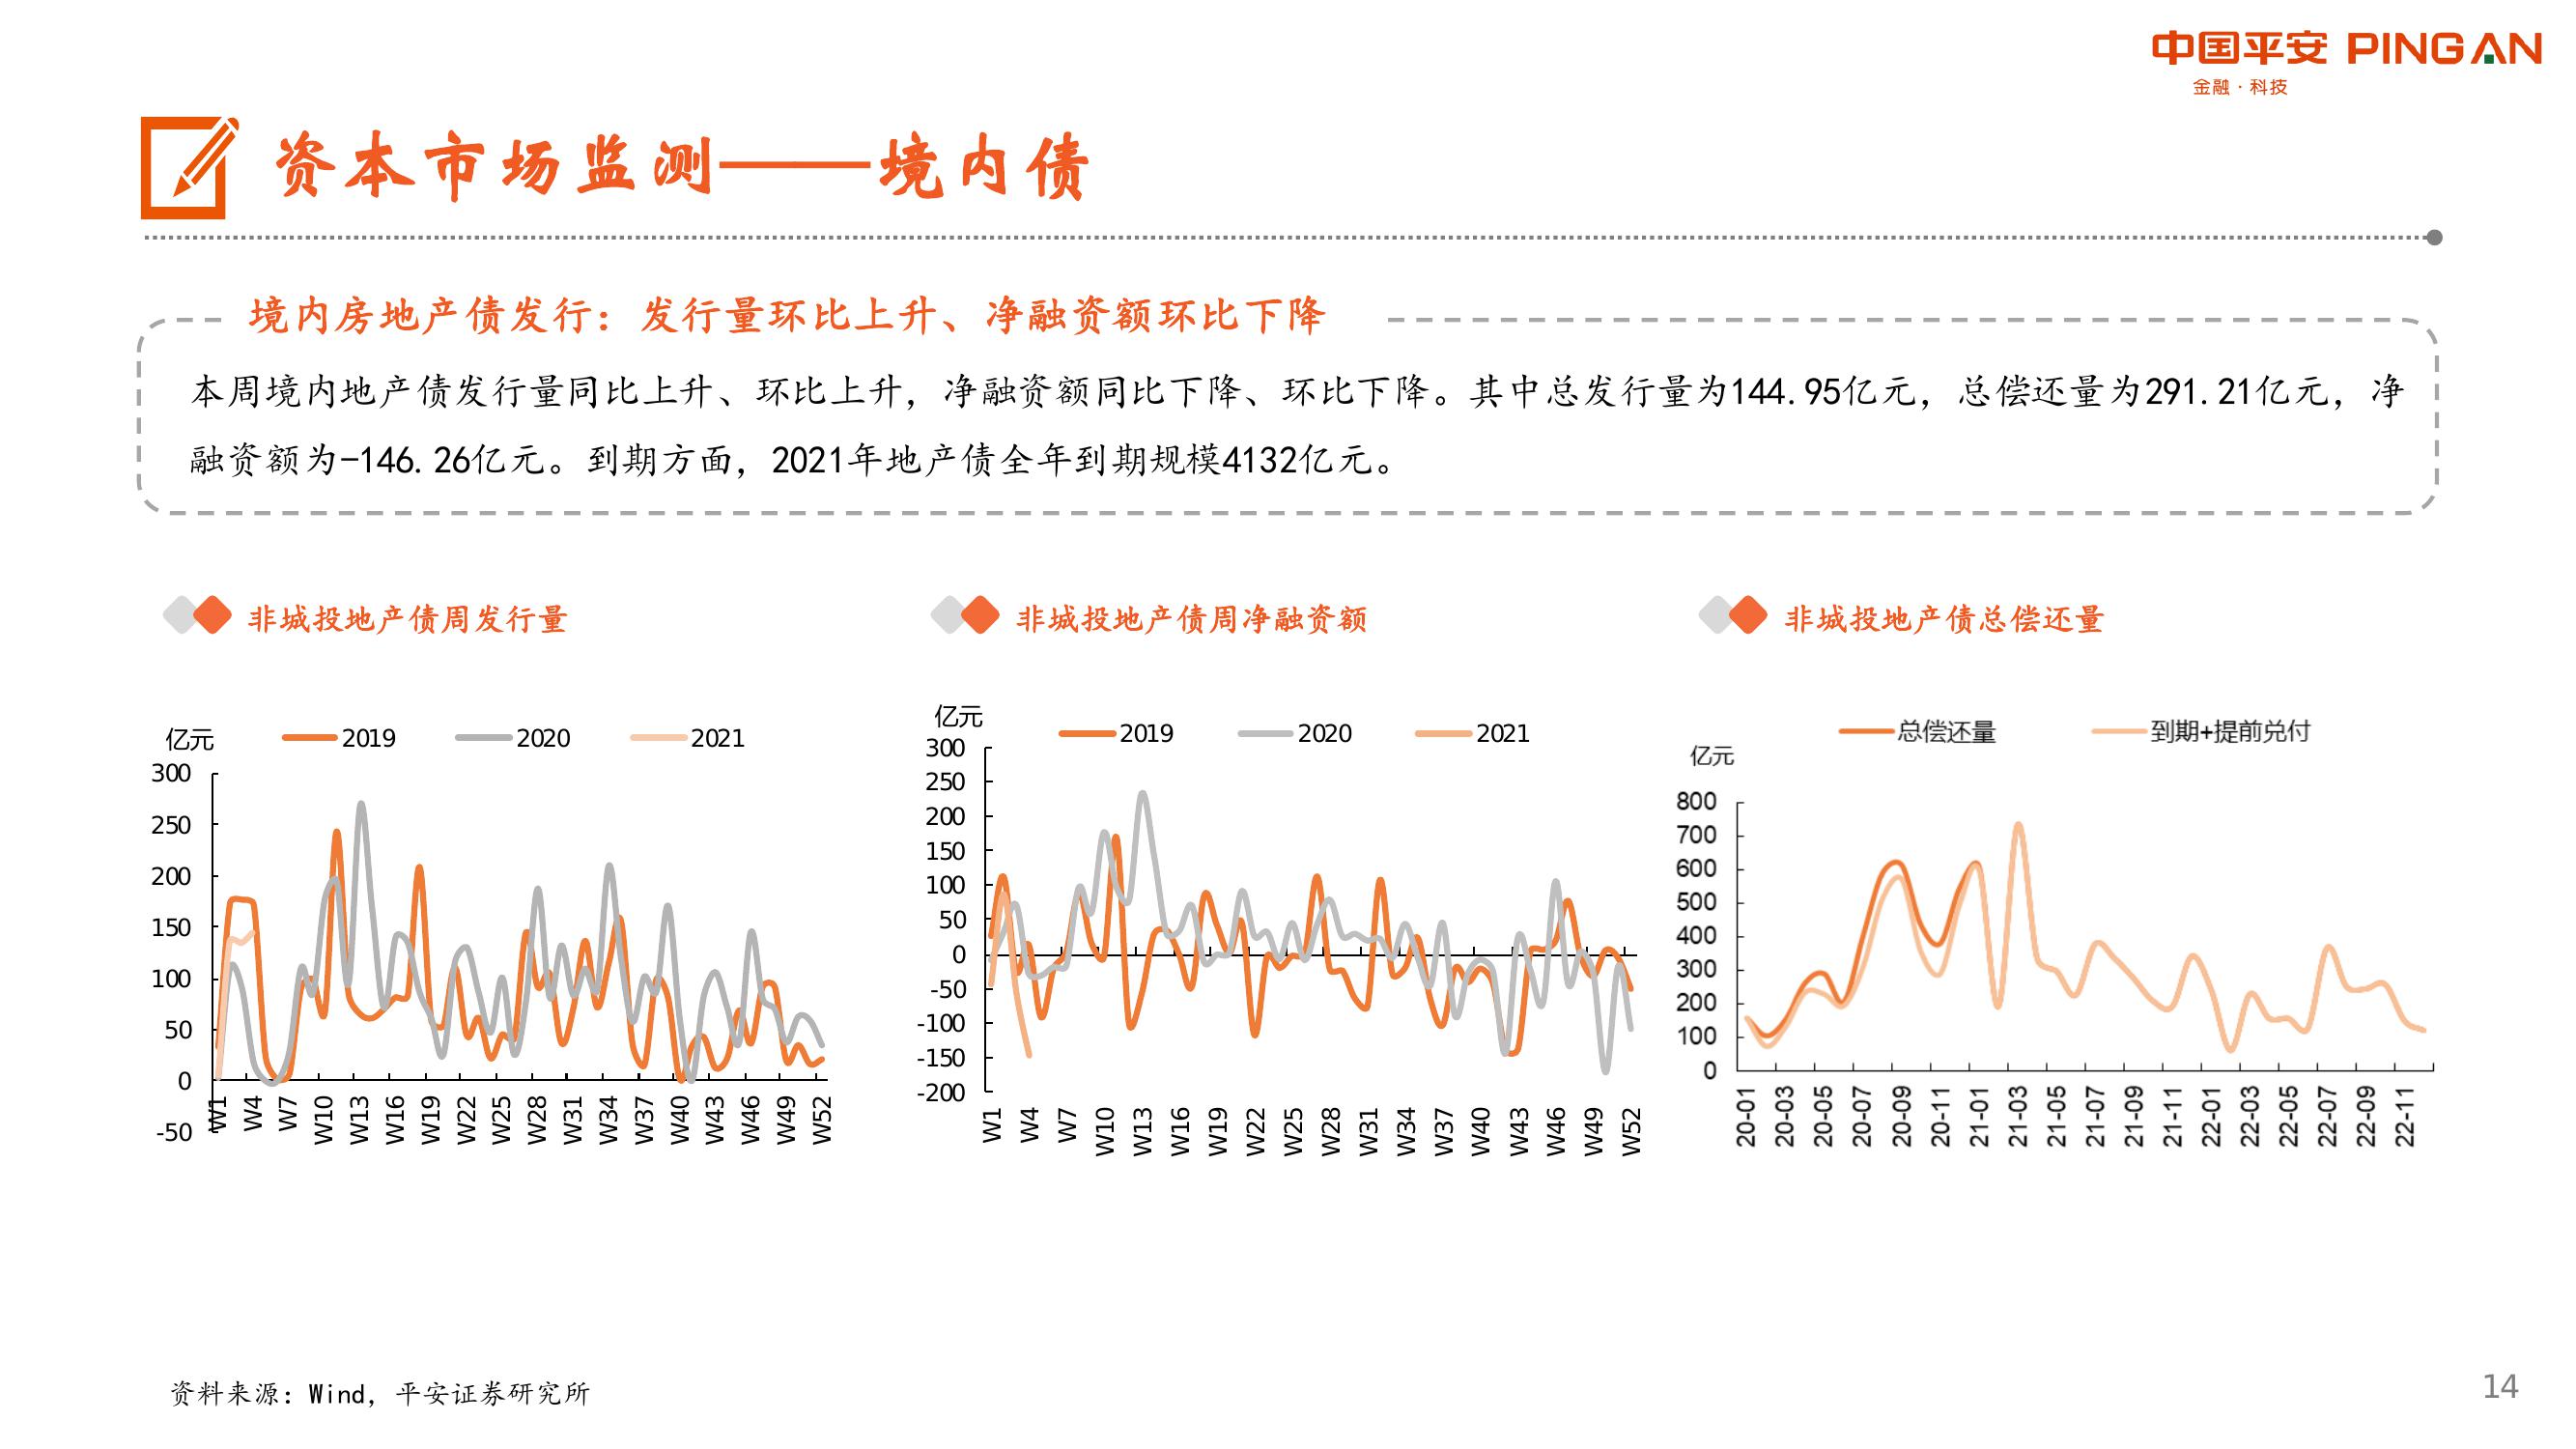 中国平安 PINGAN
金融·科技
资本市场监测——境内债
境内房地产债发行：发行量环比上升、净融资额环比下降
本周境内地产债发行量同比上升、环比上升，净融资额同比下降、环比下降。其中总发行量为144.95亿元，总偿还量为291.21亿元，净
融资额为-146.26亿元。到期方面，2021年地产债全年到期规模4132亿元。
非城投地产债周发行量
亿元
2019 2020 2021
300
250
200
150
100
50
0
-50
W1 W4 W7 W10 W13 W16 W19 W22 W25 W28 W31 W34 W37 W40 W43 W46 W49 W52
非城投地产债周净融资额
亿元
2019 2020 2021
300
250
200
150
100
50
0
-50
-100
-150
-200
W1 W4 W7 W10 W13 W16 W19 W22 W25 W28 W31 W34 W37 W40 W43 W46 W49 W52
非城投地产债总偿还量
总偿还量 到期+提前兑付
亿元
800
700
600
500
400
300
200
100
0
20-01 20-03 20-05 20-07 20-09 20-11 21-01 21-03 21-05 21-07 21-09 21-11 22-01 22-03 22-05 22-07 22-09 22-11
资料来源：Wind，平安证券研究所
14